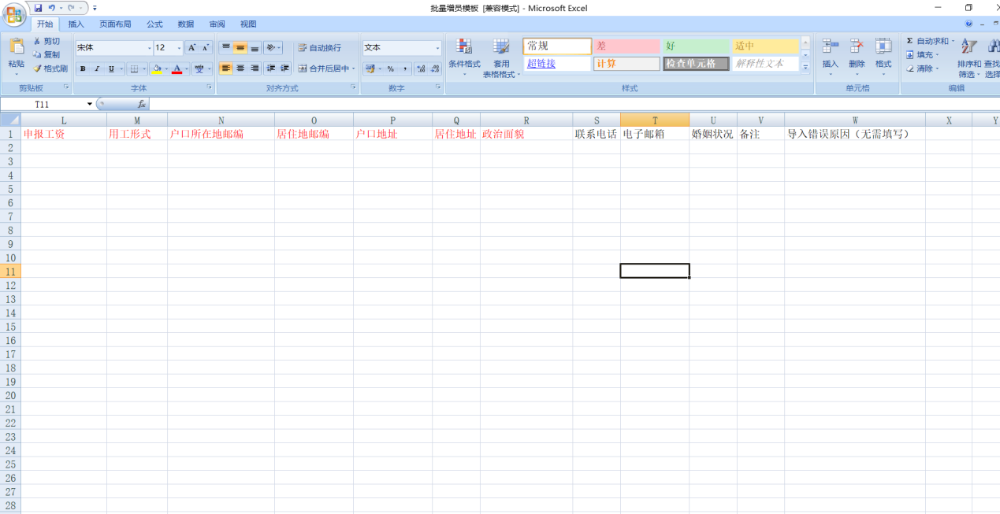 批量增员模板 [兼容模式] - Microsoft Excel
开始 插入 页面布局 公式 数据 审阅 视图
粘贴 剪切 复制 格式刷
宋体 12 自动换行
B I U 合并后居中
文本
条件格式 套用表格格式
常规 差 好 适中
超链接 计算 检查单元格 解释性文本
插入 删除 格式
Σ 自动求和 填充 清除
排序和筛选 查找 选择
剪贴板 字体 对齐方式 数字 样式 单元格 编辑
T11 fx
L M N O P Q R S T U V W X Y
1 申报工资 用工形式 户口所在地邮编 居住地邮编 户口地址 居住地址 政治面貌 联系电话 电子邮箱 婚姻状况 备注 导入错误原因（无需填写）
2
3
4
5
6
7
8
9
10
11
12
13
14
15
16
17
18
19
20
21
22
23
24
25
26
27
28